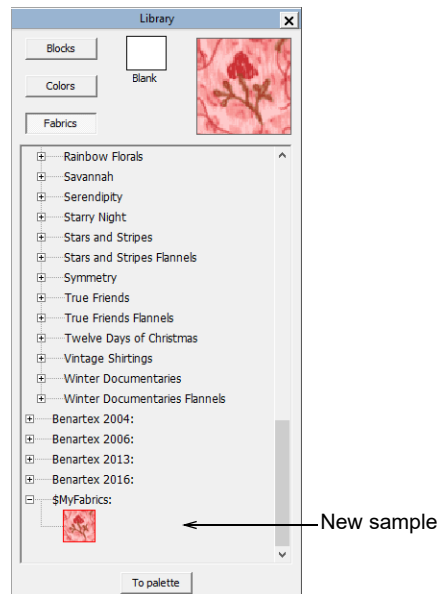 Library
Blocks
Blank
Colors
Fabrics
Rainbow Florals
Savannah
Serendipity
Starry Night
Stars and Stripes
Stars and Stripes Flannels
Symmetry
True Friends
True Friends Flannels
Twelve Days of Christmas
Vintage Shirtings
Winter Documentaries
Winter Documentaries Flannels
Benartex 2004:
Benartex 2006:
Benartex 2013:
Benartex 2016:
$MyFabrics:
New sample
To palette